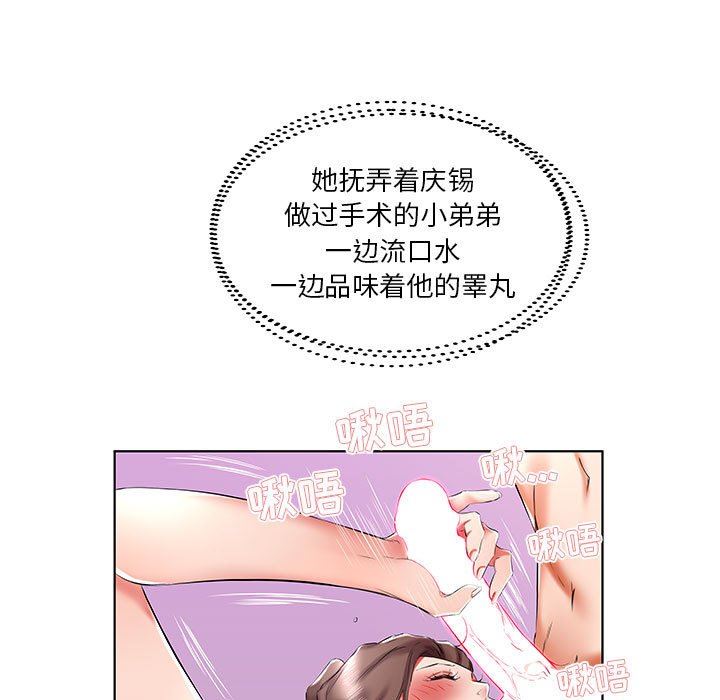 她抚弄着庆锡
做过手术的小弟弟
一边流口水
一边品味着他的睾丸
啾唔
啾...
啾唔
啾唔
啾唔